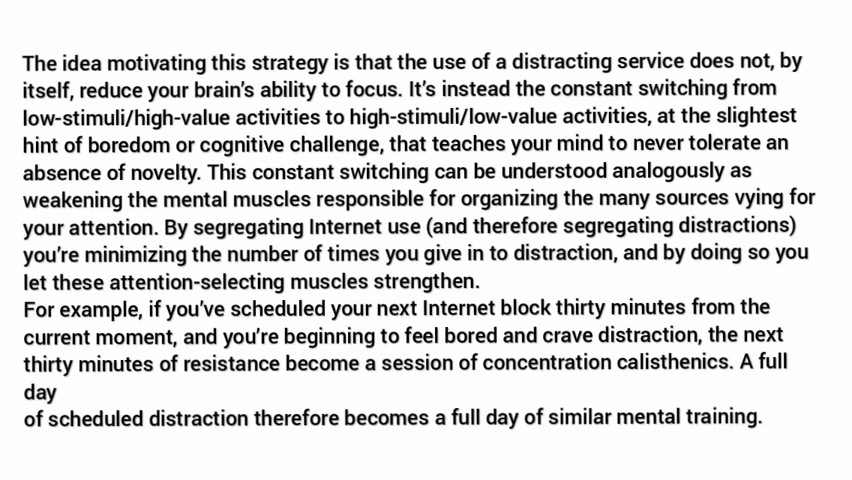 The idea motivating this strategy is that the use of a distracting service does not, by
itself, reduce your brain's ability to focus. It's instead the constant switching from
low-stimuli/high-value activities to high-stimuli/low-value activities, at the slightest
hint of boredom or cognitive challenge, that teaches your mind to never tolerate an
absence of novelty. This constant switching can be understood analogously as
weakening the mental muscles responsible for organizing the many sources vying for
your attention. By segregating Internet use (and therefore segregating distractions)
you're minimizing the number of times you give in to distraction, and by doing so you
let these attention-selecting muscles strengthen.
For example, if you've scheduled your next Internet block thirty minutes from the
current moment, and you're beginning to feel bored and crave distraction, the next
thirty minutes of resistance become a session of concentration calisthenics. A full
day
of scheduled distraction therefore becomes a full day of similar mental training.